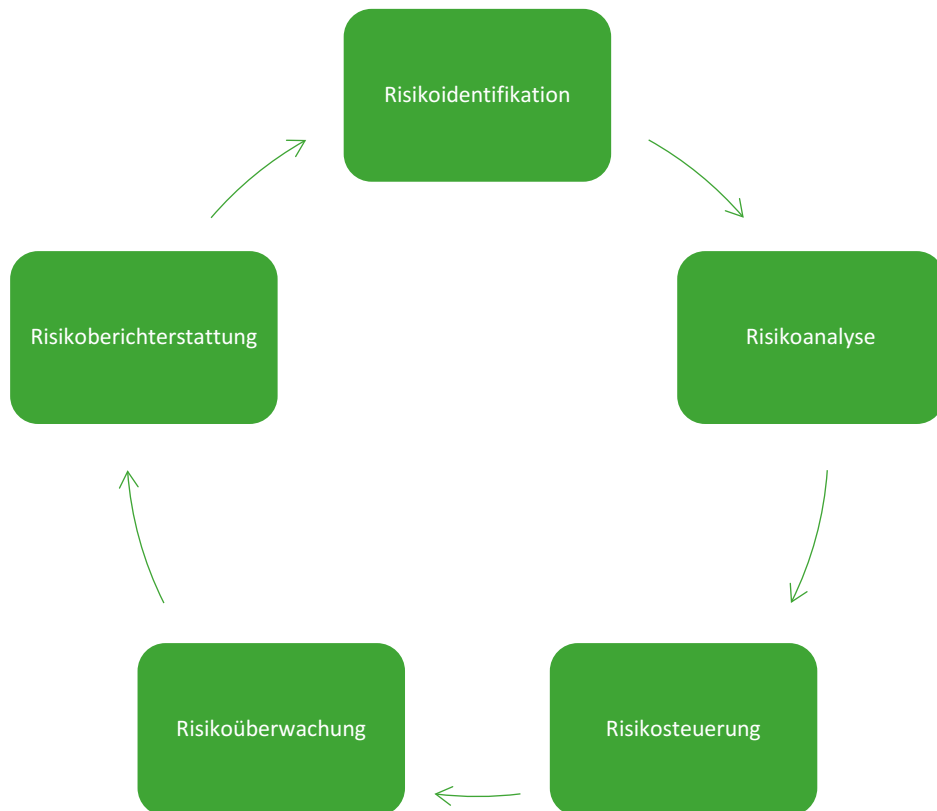 Risikoidentifikation
Risikoanalyse
Risikosteuerung
Risikoüberwachung
Risikoberichterstattung